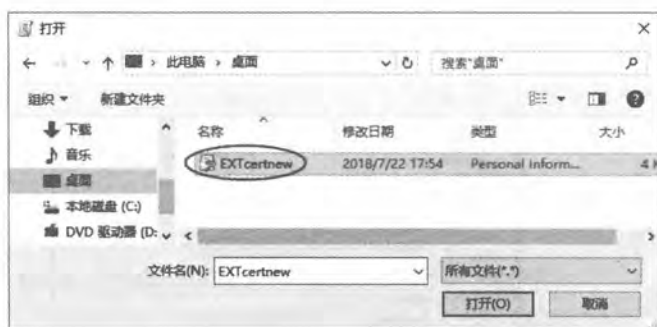 打开
此电脑 › 桌面
搜索"桌面"
组织 新建文件夹
名称 修改日期 类型 大小
下载
音乐
桌面
本地磁盘 (C:)
DVD 驱动器 (D:
EXTcertnew 2018/7/22 17:54 Personal Inform... 4 K
文件名(N): EXTcertnew 所有文件(*.*)
打开(O) 取消